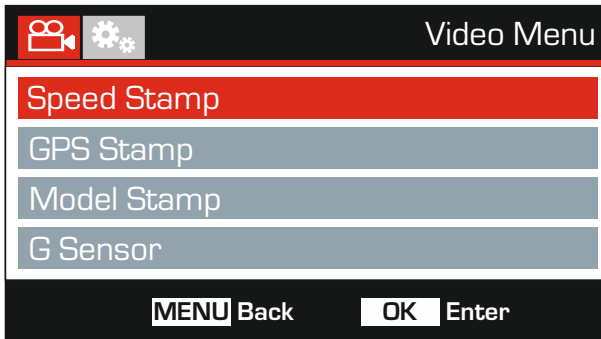 Video Menu
Speed Stamp
GPS Stamp
Model Stamp
G Sensor
MENU Back OK Enter